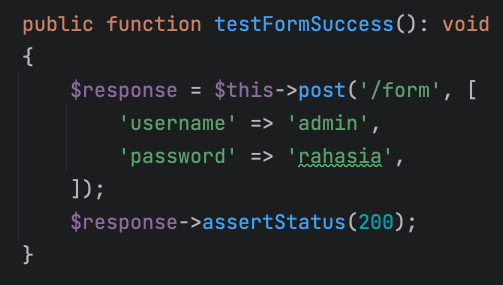 public function testFormSuccess(): void
{
    $response = $this->post('/form', [
        'username' => 'admin',
        'password' => 'rahasia',
    ]);
    $response->assertStatus(200);
}